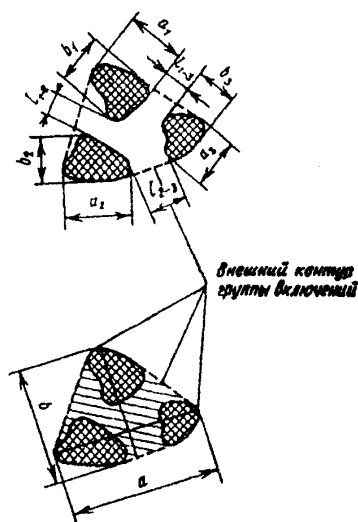 a₁
b₁
l₁₋₃
b₃
l₁₋₂
b₂
a₃
a₂
l₂₋₃
Внешний контур
группы включений
b
a